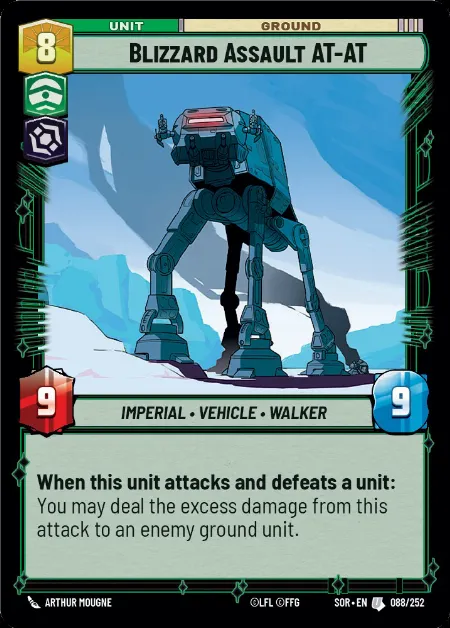 UNIT GROUND
8 BLIZZARD ASSAULT AT-AT
9 IMPERIAL • VEHICLE • WALKER 9
When this unit attacks and defeats a unit:
You may deal the excess damage from this
attack to an enemy ground unit.
ARTHUR MOUGNE ©LFL ©FFG SOR•EN U 088/252